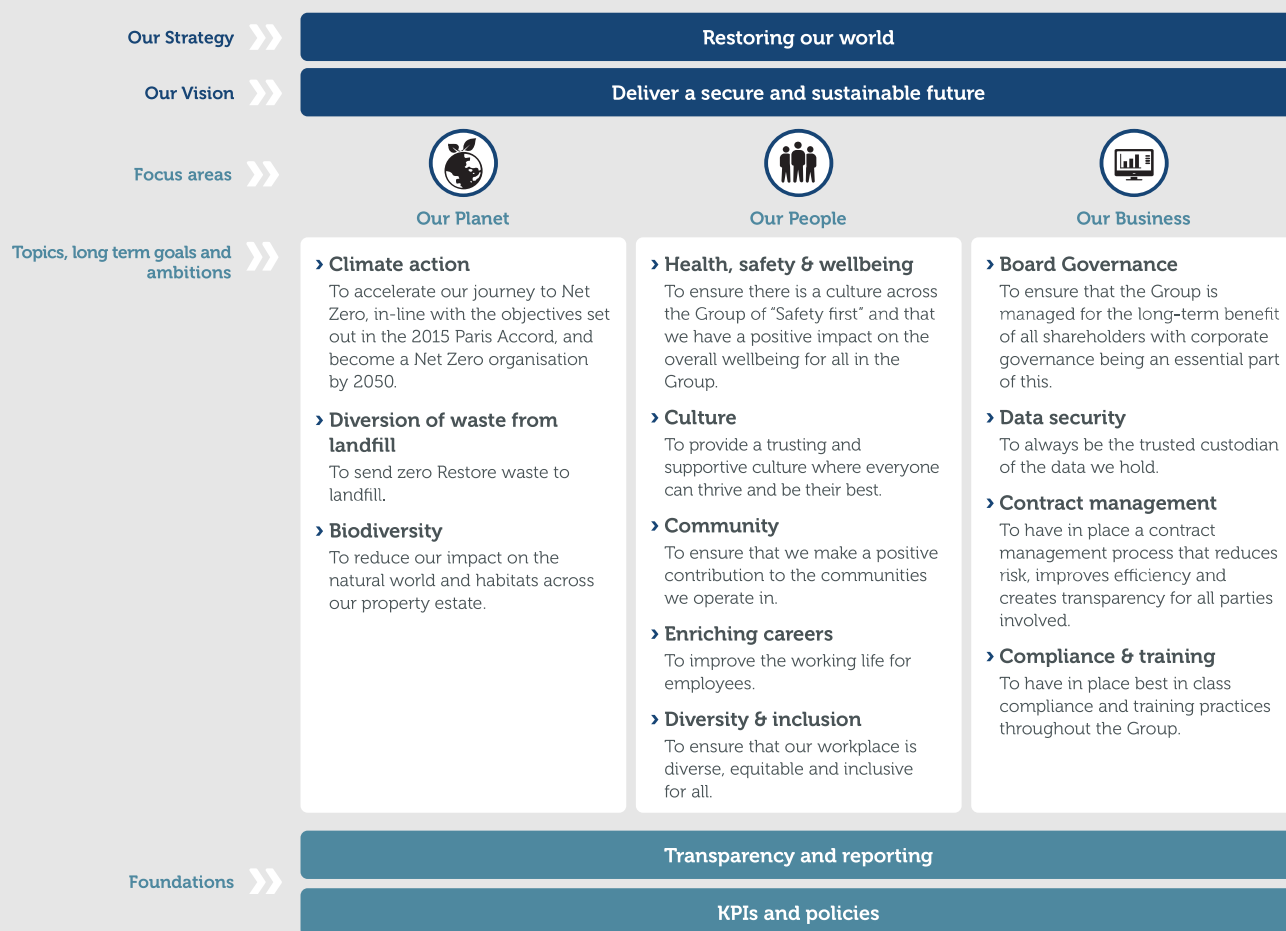 Our Strategy
Restoring our world
Our Vision
Deliver a secure and sustainable future
Focus areas
Our Planet
Our People
Our Business
Topics, long term goals and
ambitions
Climate action
To accelerate our journey to Net
Zero, in-line with the objectives set
out in the 2015 Paris Accord, and
become a Net Zero organisation
by 2050.
Diversion of waste from
landfill
To send zero Restore waste to
landfill.
Biodiversity
To reduce our impact on the
natural world and habitats across
our property estate.
Health, safety & wellbeing
To ensure there is a culture across
the Group of “Safety first” and that
we have a positive impact on the
overall wellbeing for all in the
Group.
Culture
To provide a trusting and
supportive culture where everyone
can thrive and be their best.
Community
To ensure that we make a positive
contribution to the communities
we operate in.
Enriching careers
To improve the working life for
employees.
Diversity & inclusion
To ensure that our workplace is
diverse, equitable and inclusive
for all.
Board Governance
To ensure that the Group is
managed for the long-term benefit
of all shareholders with corporate
governance being an essential part
of this.
Data security
To always be the trusted custodian
of the data we hold.
Contract management
To have in place a contract
management process that reduces
risk, improves efficiency and
creates transparency for all parties
involved.
Compliance & training
To have in place best in class
compliance and training practices
throughout the Group.
Foundations
Transparency and reporting
KPIs and policies